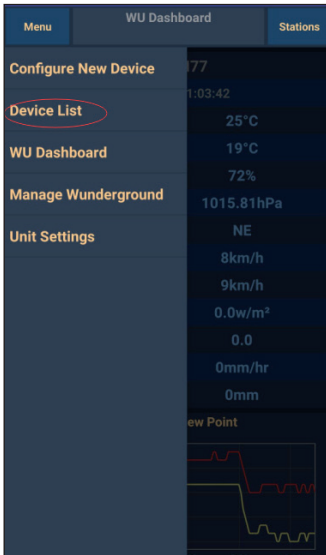 Menu
WU Dashboard
Stations
Configure New Device
Device List
WU Dashboard
Manage Wunderground
Unit Settings
177
1:03:42
25°C
19°C
72%
1015.81hPa
NE
8km/h
9km/h
0.0w/m²
0.0
0mm/hr
0mm
ew Point